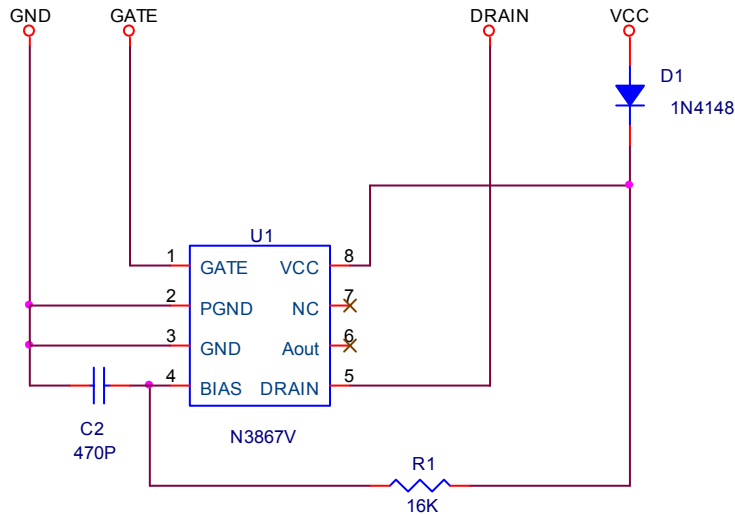 GND GATE DRAIN VCC
D1
1N4148
U1
1 GATE VCC 8
2 PGND NC 7
3 GND Aout 6
4 BIAS DRAIN 5
C2
470P
N3867V
R1
16K